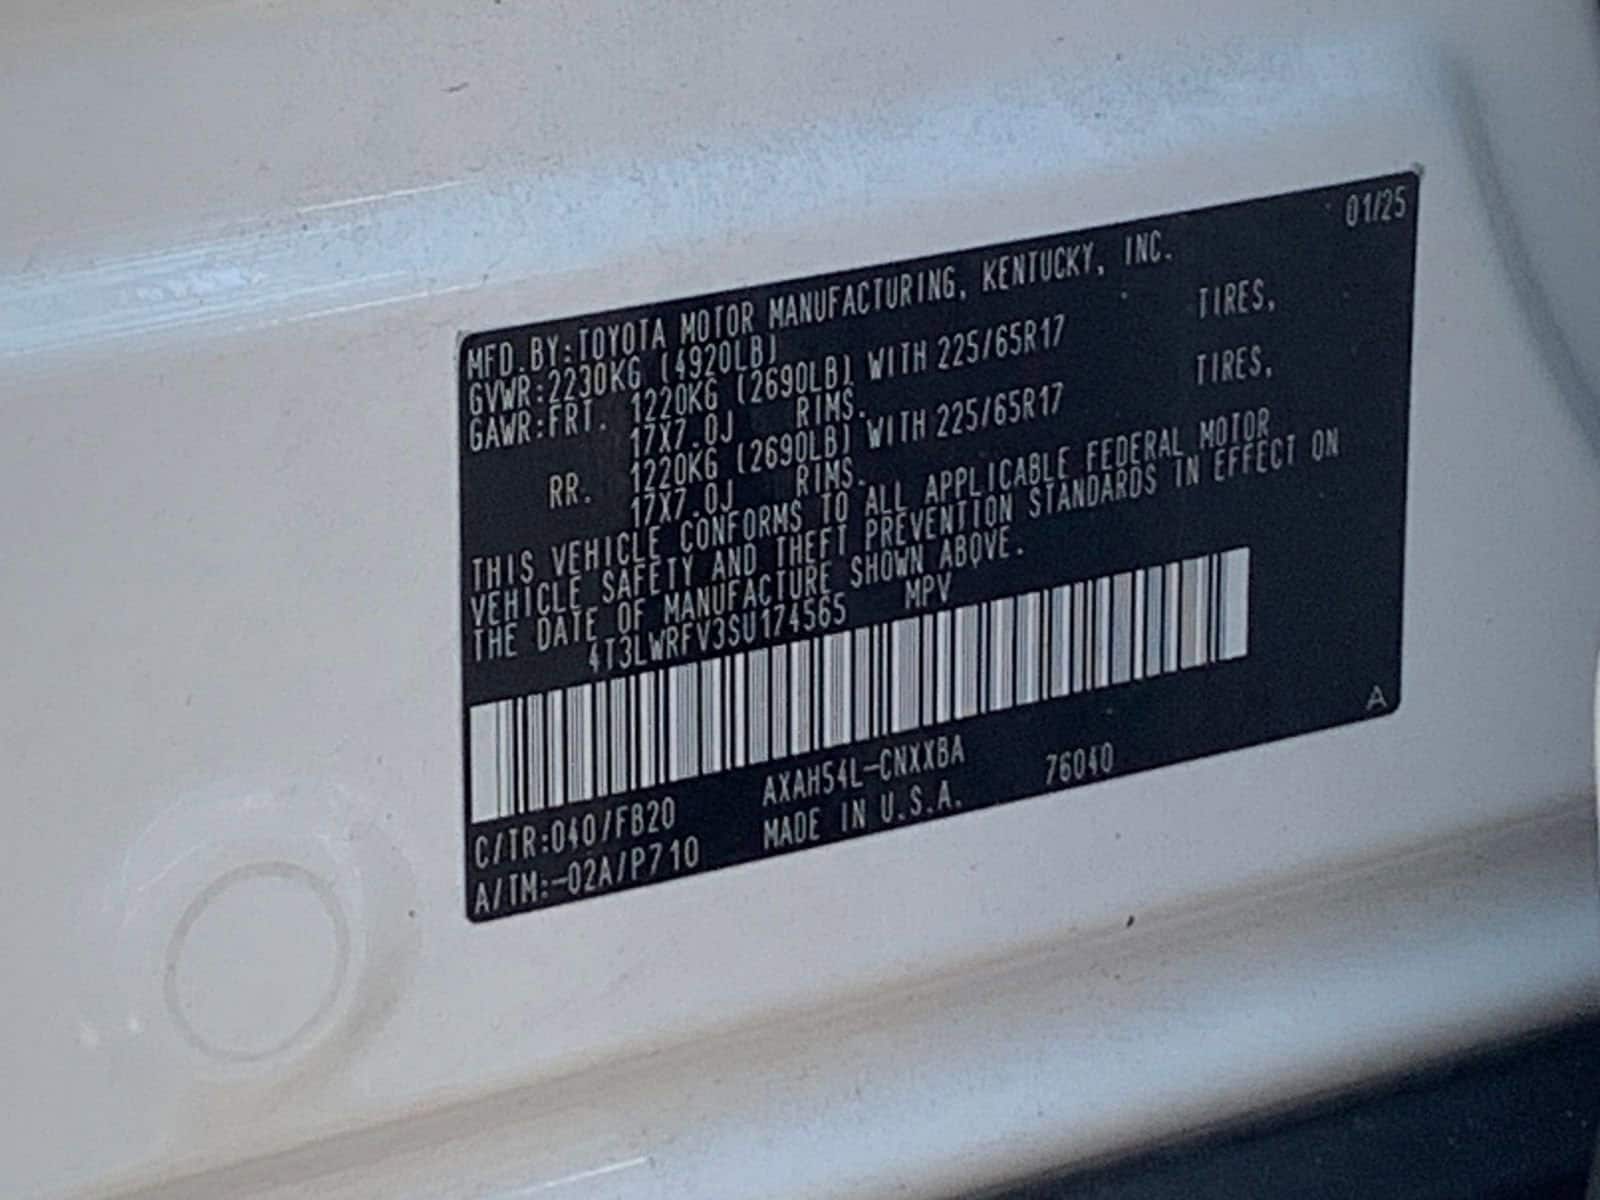 01/25
MFD.BY:TOYOTA MOTOR MANUFACTURING, KENTUCKY, INC.
GVWR:2230KG (4920LB)
GAWR:FRT. 1220KG (2690LB) WITH 225/65R17 TIRES,
17X7.0J RIMS.
RR. 1220KG (2690LB) WITH 225/65R17 TIRES,
17X7.0J RIMS.
THIS VEHICLE CONFORMS TO ALL APPLICABLE FEDERAL MOTOR
VEHICLE SAFETY AND THEFT PREVENTION STANDARDS IN EFFECT ON
THE DATE OF MANUFACTURE SHOWN ABOVE.
4T3LWRFV3SU174565 MPV
C/TR:040/FB20 AXAH54L-CNXXBA 76040
A/TM:-02A/P710 MADE IN U.S.A.
A